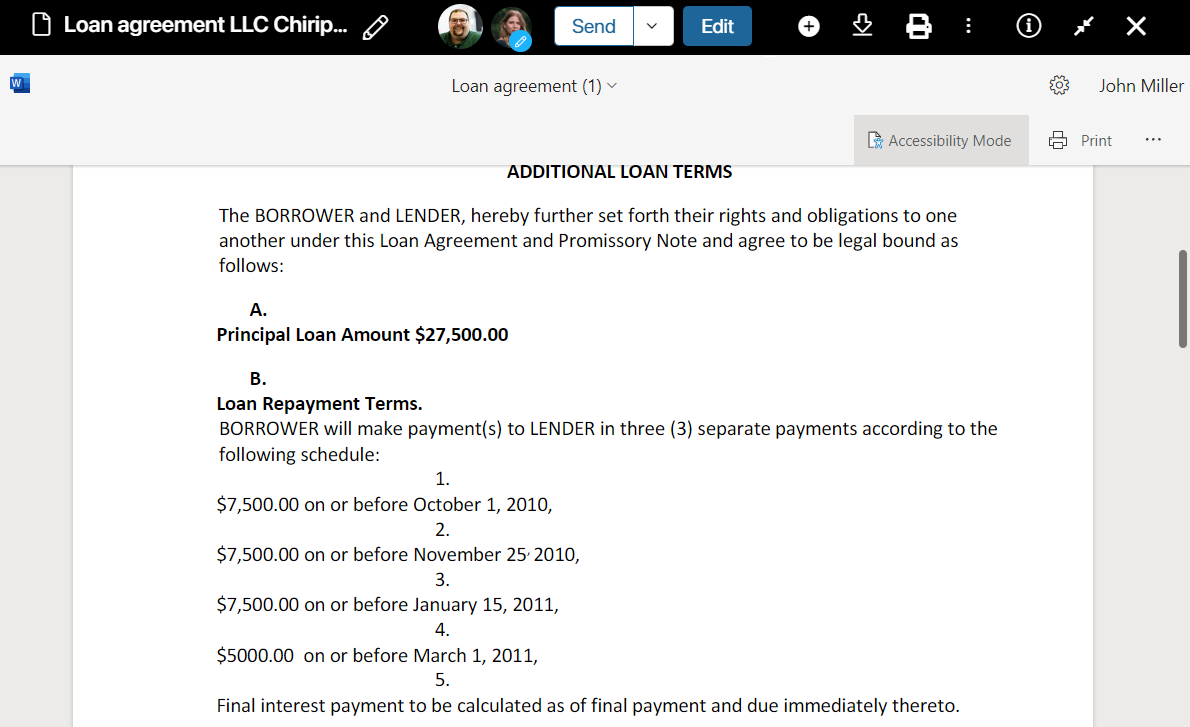 Loan agreement LLC Chirip...
Send
Edit
W
Loan agreement (1)
John Miller
Accessibility Mode
Print
ADDITIONAL LOAN TERMS
The BORROWER and LENDER, hereby further set forth their rights and obligations to one
another under this Loan Agreement and Promissory Note and agree to be legal bound as
follows:
A.
Principal Loan Amount $27,500.00
B.
Loan Repayment Terms.
BORROWER will make payment(s) to LENDER in three (3) separate payments according to the
following schedule:
1.
$7,500.00 on or before October 1, 2010,
2.
$7,500.00 on or before November 25, 2010,
3.
$7,500.00 on or before January 15, 2011,
4.
$5000.00  on or before March 1, 2011,
5.
Final interest payment to be calculated as of final payment and due immediately thereto.